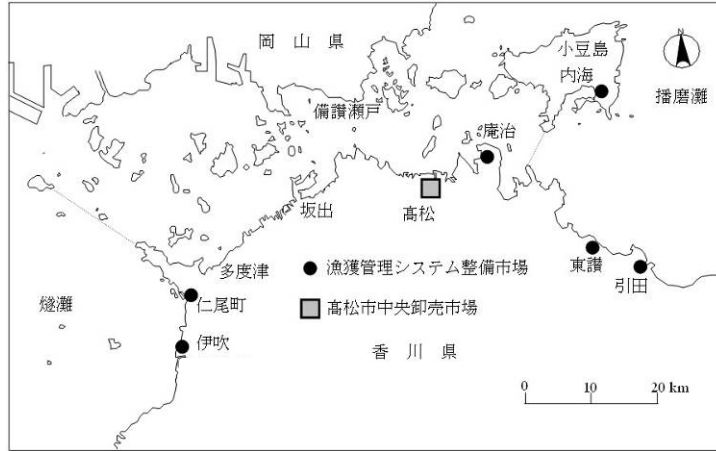 岡山県
小豆島
N
内海
播磨灘
備讃瀬戸
庵治
坂出
高松
多度津
東讃
引田
燧灘
仁尾町
伊吹
● 漁獲管理システム整備市場
高松市中央卸売市場
香川県
0 10 20 km